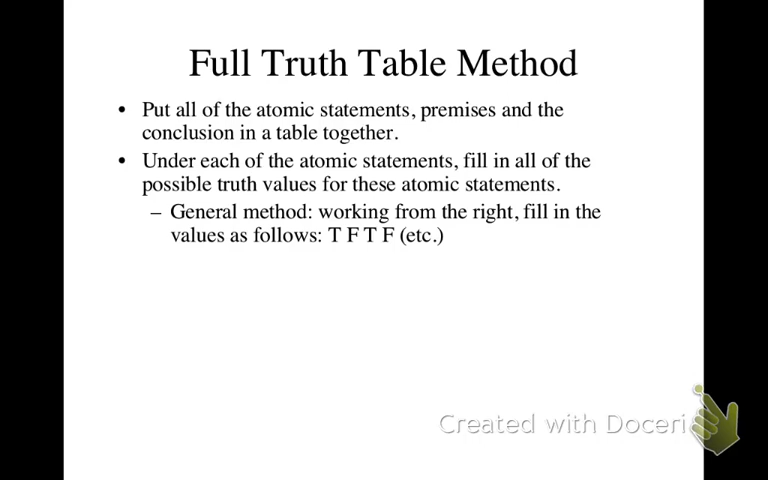 Full Truth Table Method
• Put all of the atomic statements, premises and the
conclusion in a table together.
• Under each of the atomic statements, fill in all of the
possible truth values for these atomic statements.
– General method: working from the right, fill in the
values as follows: T F T F (etc.)
Created with Doceri